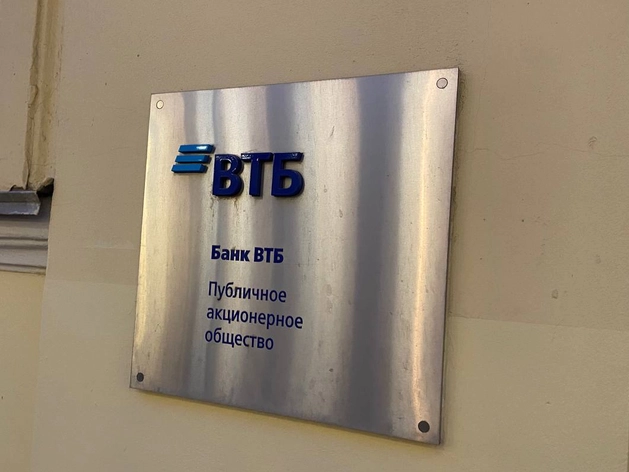 ВТБ
Банк ВТБ
Публичное
акционерное
общество